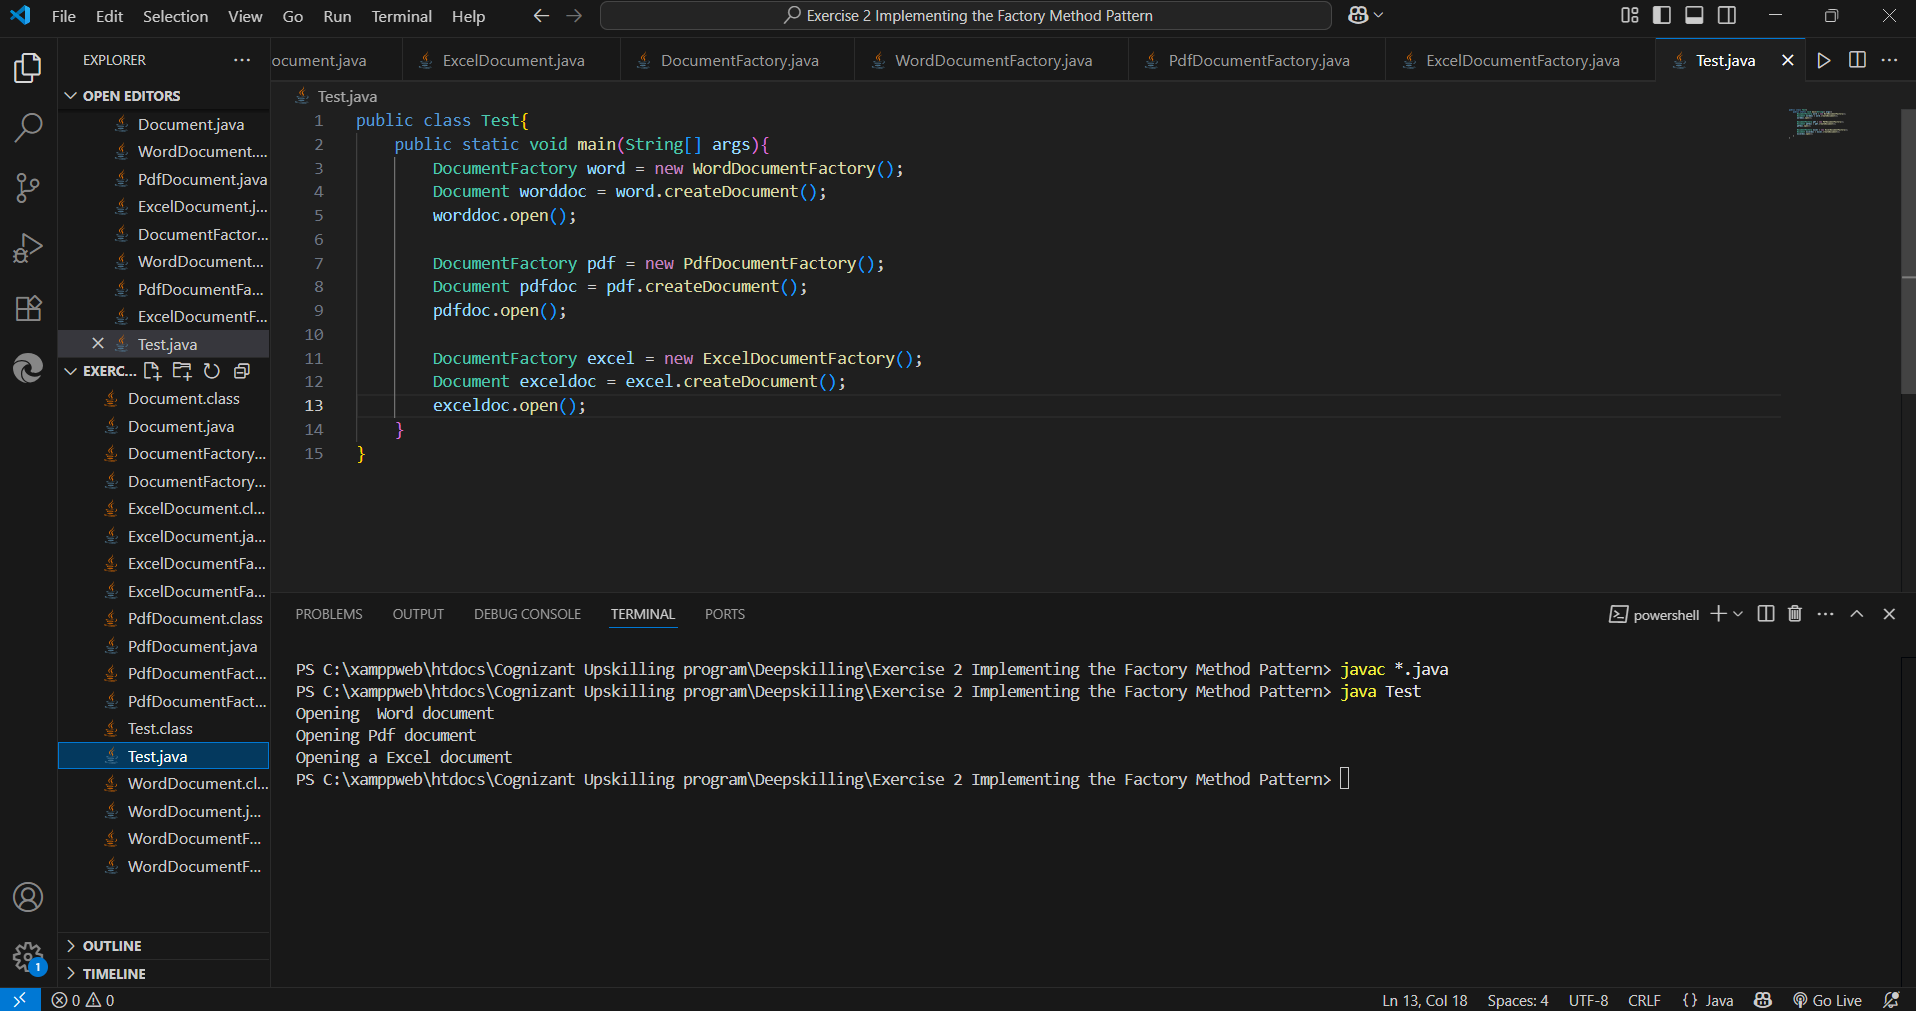 File Edit Selection View Go Run Terminal Help
Exercise 2 Implementing the Factory Method Pattern
EXPLORER
ocument.java ExcelDocument.java DocumentFactory.java WordDocumentFactory.java PdfDocumentFactory.java ExcelDocumentFactory.java Test.java
OPEN EDITORS
Document.java
WordDocument....
PdfDocument.java
ExcelDocument.j...
DocumentFactor...
WordDocument...
PdfDocumentFa...
ExcelDocumentF...
Test.java
EXERC...
Document.class
Document.java
DocumentFactory...
DocumentFactory...
ExcelDocument.cl...
ExcelDocument.ja...
ExcelDocumentFa...
ExcelDocumentFa...
PdfDocument.class
PdfDocument.java
PdfDocumentFact...
PdfDocumentFact...
Test.class
Test.java
WordDocument.cl...
WordDocument.j...
WordDocumentF...
WordDocumentF...
OUTLINE
TIMELINE
Test.java
1 public class Test{
2 public static void main(String[] args){
3 DocumentFactory word = new WordDocumentFactory();
4 Document worddoc = word.createDocument();
5 worddoc.open();
6
7 DocumentFactory pdf = new PdfDocumentFactory();
8 Document pdfdoc = pdf.createDocument();
9 pdfdoc.open();
10
11 DocumentFactory excel = new ExcelDocumentFactory();
12 Document exceldoc = excel.createDocument();
13 exceldoc.open();
14 }
15 }
PROBLEMS OUTPUT DEBUG CONSOLE TERMINAL PORTS
powershell
PS C:\xamppweb\htdocs\Cognizant Upskilling program\Deepskilling\Exercise 2 Implementing the Factory Method Pattern> javac *.java
PS C:\xamppweb\htdocs\Cognizant Upskilling program\Deepskilling\Exercise 2 Implementing the Factory Method Pattern> java Test
Opening  Word document
Opening Pdf document
Opening a Excel document
PS C:\xamppweb\htdocs\Cognizant Upskilling program\Deepskilling\Exercise 2 Implementing the Factory Method Pattern>
1
0 0
Ln 13, Col 18 Spaces: 4 UTF-8 CRLF {} Java Go Live